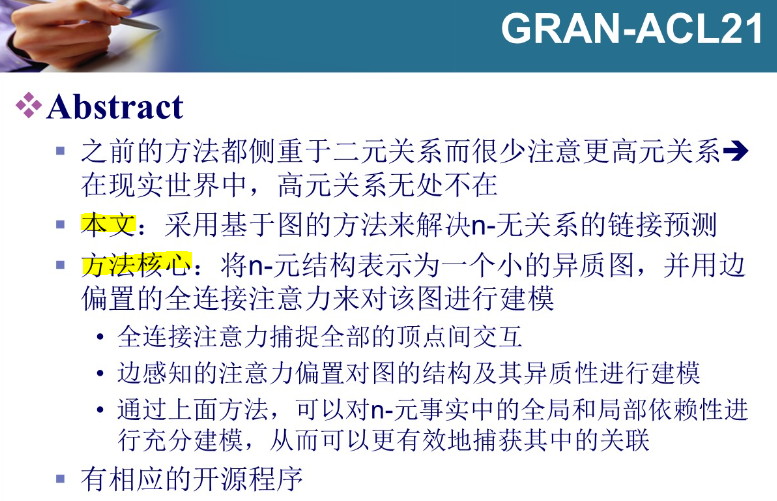 GRAN-ACL21
Abstract
之前的方法都侧重于二元关系而很少注意更高元关系➔
在现实世界中，高元关系无处不在
本文：采用基于图的方法来解决n-无关系的链接预测
方法核心：将n-元结构表示为一个小的异质图，并用边
偏置的全连接注意力来对该图进行建模
• 全连接注意力捕捉全部的顶点间交互
• 边感知的注意力偏置对图的结构及其异质性进行建模
• 通过上面方法，可以对n-元事实中的全局和局部依赖性进
行充分建模，从而可以更有效地捕获其中的关联
有相应的开源程序